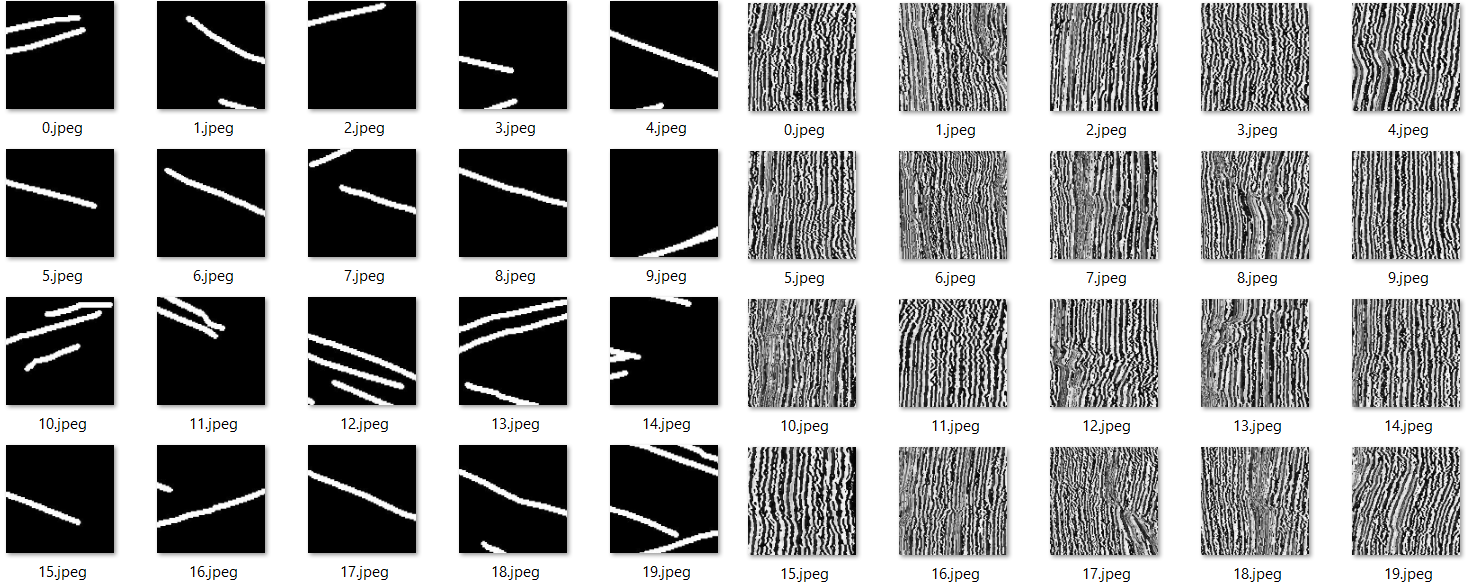 0.jpeg 1.jpeg 2.jpeg 3.jpeg 4.jpeg 0.jpeg 1.jpeg 2.jpeg 3.jpeg 4.jpeg
5.jpeg 6.jpeg 7.jpeg 8.jpeg 9.jpeg 5.jpeg 6.jpeg 7.jpeg 8.jpeg 9.jpeg
10.jpeg 11.jpeg 12.jpeg 13.jpeg 14.jpeg 10.jpeg 11.jpeg 12.jpeg 13.jpeg 14.jpeg
15.jpeg 16.jpeg 17.jpeg 18.jpeg 19.jpeg 15.jpeg 16.jpeg 17.jpeg 18.jpeg 19.jpeg